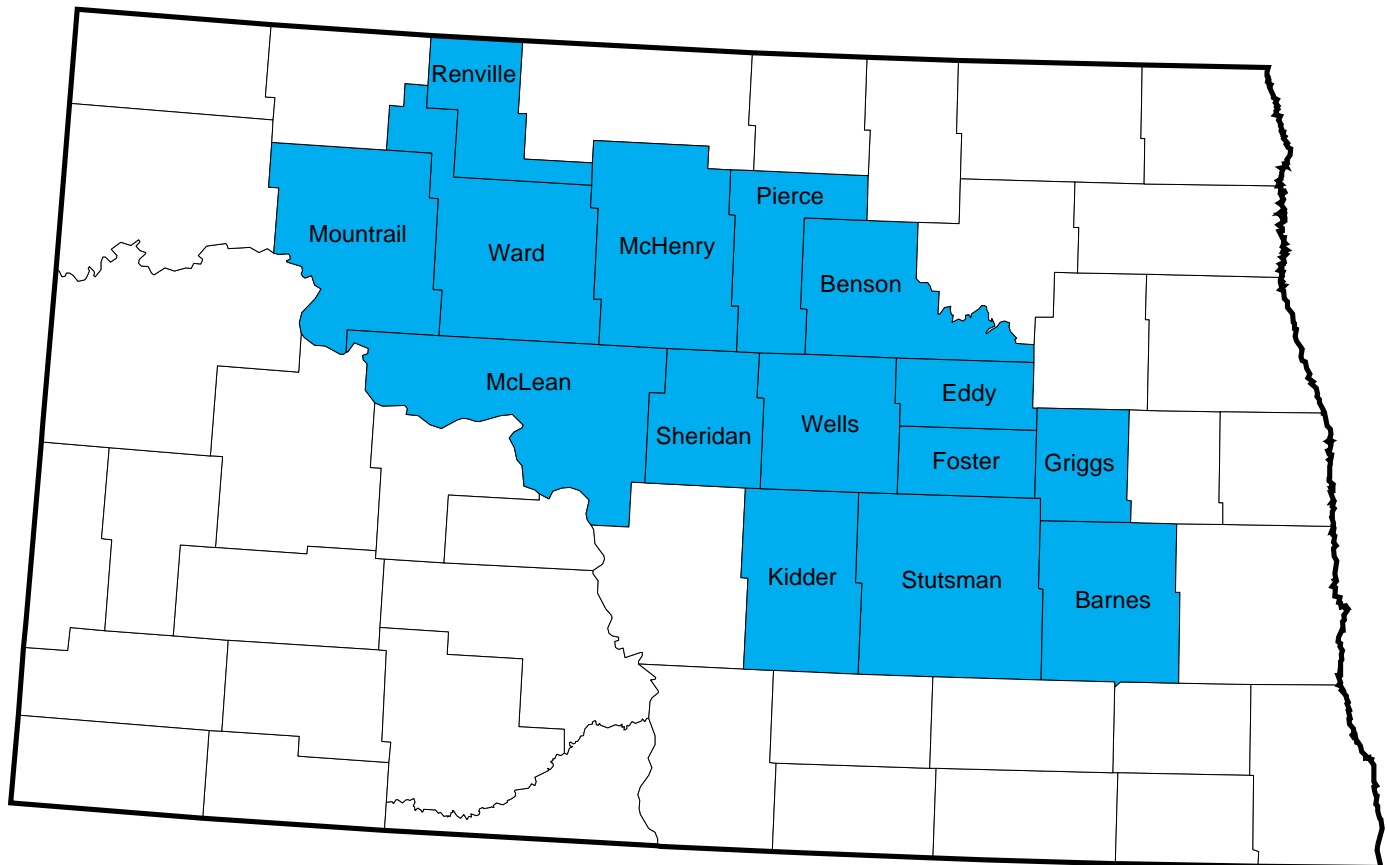 Renville
Pierce
Mountrail
Ward
McHenry
Benson
McLean
Eddy
Sheridan
Wells
Foster
Griggs
Kidder
Stutsman
Barnes